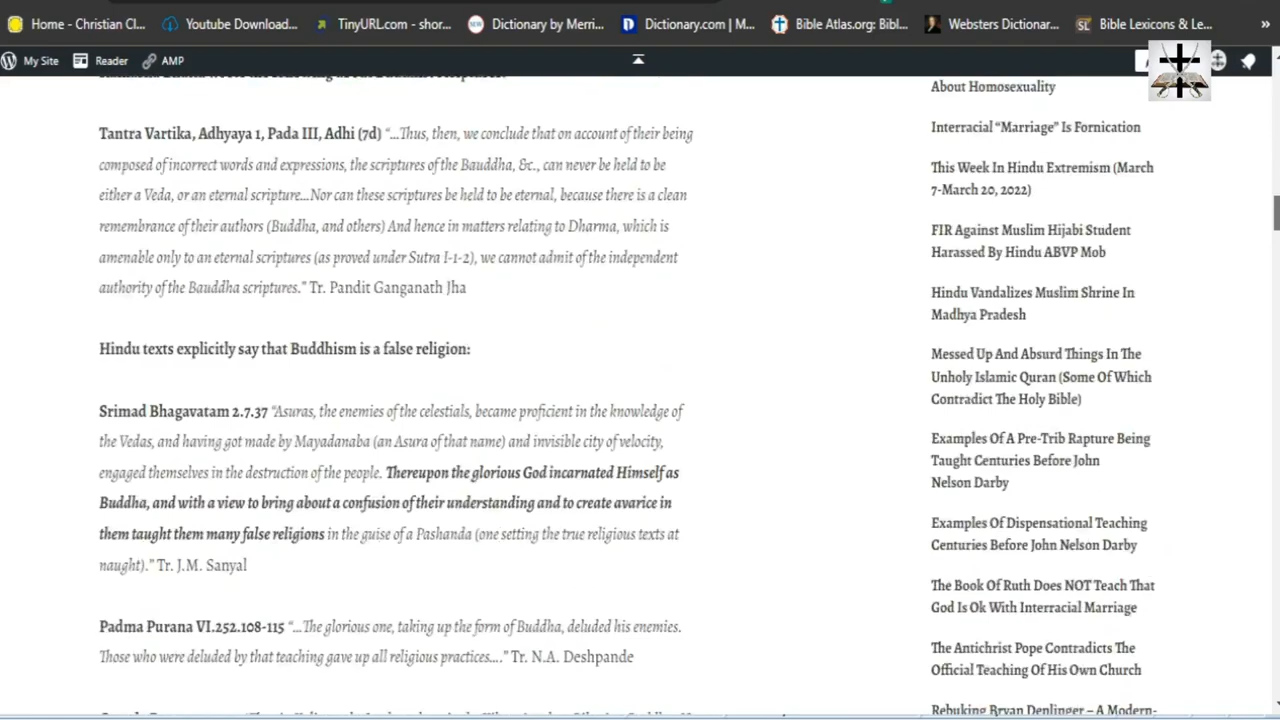 Home - Christian Cl...
Youtube Download...
TinyURL.com - shor...
Dictionary by Merri...
Dictionary.com | M...
Bible Atlas.org: Bibl...
Websters Dictionar...
Bible Lexicons & Le...
»
My Site
Reader
AMP
Tantra Vartika, Adhyaya 1, Pada III, Adhi (7d) “...Thus, then, we conclude that on account of their being
composed of incorrect words and expressions, the scriptures of the Bauddha, &c., can never be held to be
either a Veda, or an eternal scripture...Nor can these scriptures be held to be eternal, because there is a clean
remembrance of their authors (Buddha, and others) And hence in matters relating to Dharma, which is
amenable only to an eternal scriptures (as proved under Sutra I-1-2), we cannot admit of the independent
authority of the Bauddha scriptures.” Tr. Pandit Ganganath Jha
Hindu texts explicitly say that Buddhism is a false religion:
Srimad Bhagavatam 2.7.37 “Asuras, the enemies of the celestials, became proficient in the knowledge of
the Vedas, and having got made by Mayadanaba (an Asura of that name) and invisible city of velocity,
engaged themselves in the destruction of the people. Thereupon the glorious God incarnated Himself as
Buddha, and with a view to bring about a confusion of their understanding and to create avarice in
them taught them many false religions in the guise of a Pashanda (one setting the true religious texts at
naught).” Tr. J.M. Sanyal
Padma Purana VI.252.108-115 “...The glorious one, taking up the form of Buddha, deluded his enemies.
Those who were deluded by that teaching gave up all religious practices....” Tr. N.A. Deshpande
About Homosexuality
Interracial “Marriage” Is Fornication
This Week In Hindu Extremism (March
7-March 20, 2022)
FIR Against Muslim Hijabi Student
Harassed By Hindu ABVP Mob
Hindu Vandalizes Muslim Shrine In
Madhya Pradesh
Messed Up And Absurd Things In The
Unholy Islamic Quran (Some Of Which
Contradict The Holy Bible)
Examples Of A Pre-Trib Rapture Being
Taught Centuries Before John
Nelson Darby
Examples Of Dispensational Teaching
Centuries Before John Nelson Darby
The Book Of Ruth Does NOT Teach That
God Is Ok With Interracial Marriage
The Antichrist Pope Contradicts The
Official Teaching Of His Own Church
Rebuking Bryan Denlinger – A Modern-